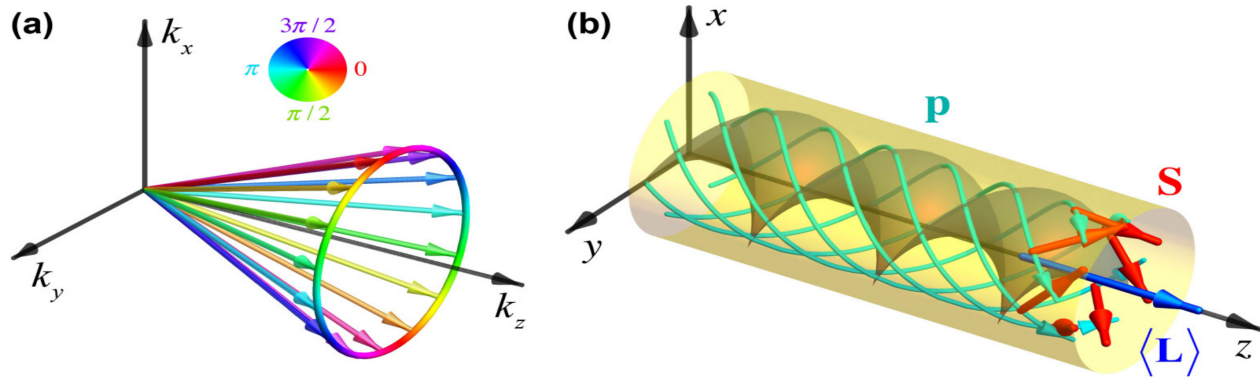 (a)
k_x
3π/2
π
0
π/2
k_y
k_z
(b)
x
p
S
y
⟨L⟩
z